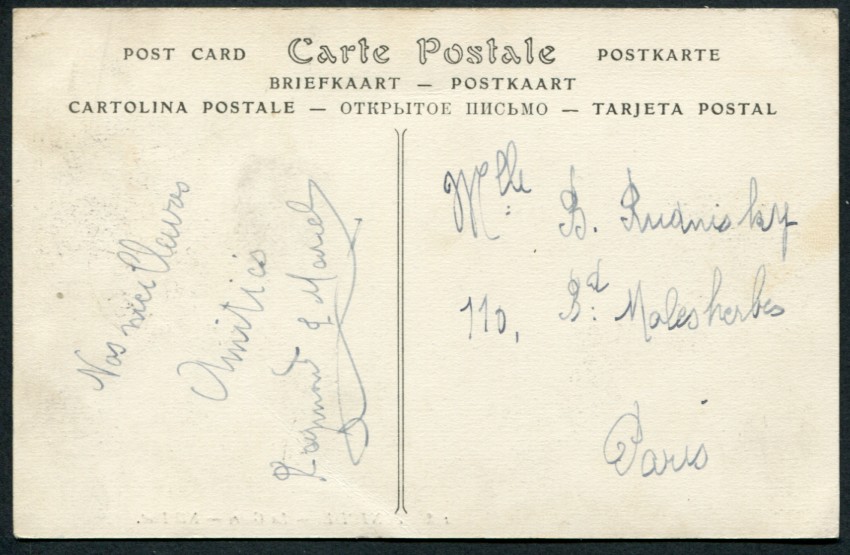 POST CARD Carte Postale POSTKARTE
BRIEFKAART — POSTKAART
CARTOLINA POSTALE — ОТКРЫТОЕ ПИСЬМО — TARJETA POSTAL
Nos meilleures
Amitiés
Raymond & Marcel
Mlle B. Rudnisky
110, Bd Malesherbes
Paris